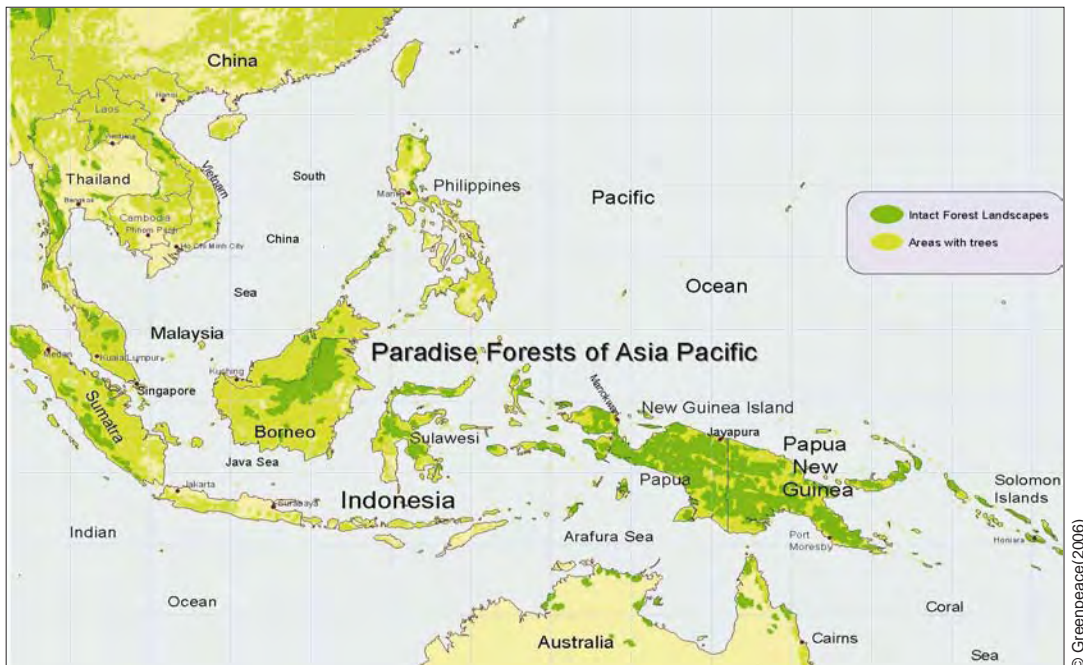 China
Hanoi
Laos
Vientiane
Thailand
Vietnam
South
Manila
Philippines
Pacific
Bangkok
Cambodia
Phnom Penh
Ho Chi Minh City
China
Intact Forest Landscapes
Areas with trees
Sea
Ocean
Malaysia
Medan
Kuala Lumpur
Kuching
Paradise Forests of Asia Pacific
Singapore
Manokwari
New Guinea Island
Sumatra
Borneo
Sulawesi
Jayapura
Papua
New
Guinea
Java Sea
Papua
Solomon
Islands
Jakarta
Indonesia
Surabaya
Indian
Arafura Sea
Port
Moresby
Honiara
Ocean
Coral
Australia
Cairns
Sea
© Greenpeace(2006)